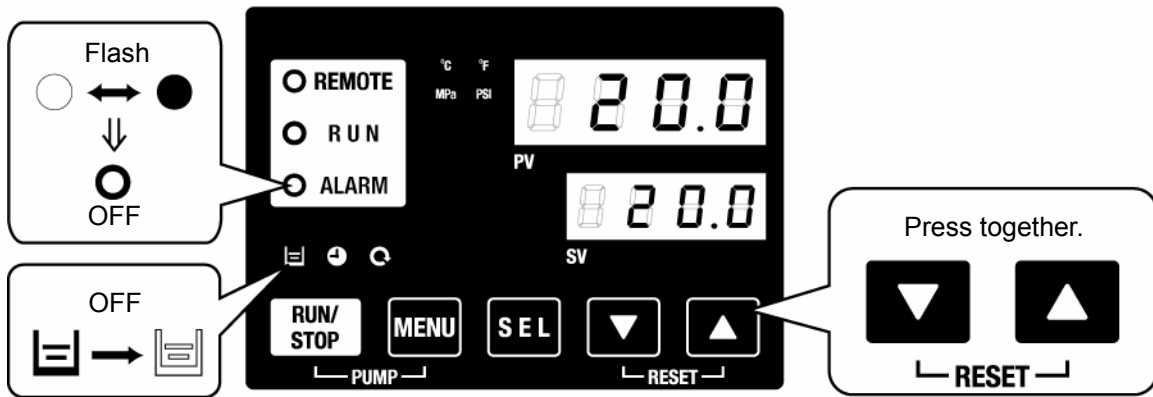 Flash
OFF
OFF
REMOTE
RUN
ALARM
°C °F
MPa PSI
20.0
PV
20.0
SV
RUN/
STOP
MENU
SEL
PUMP
RESET
Press together.
RESET